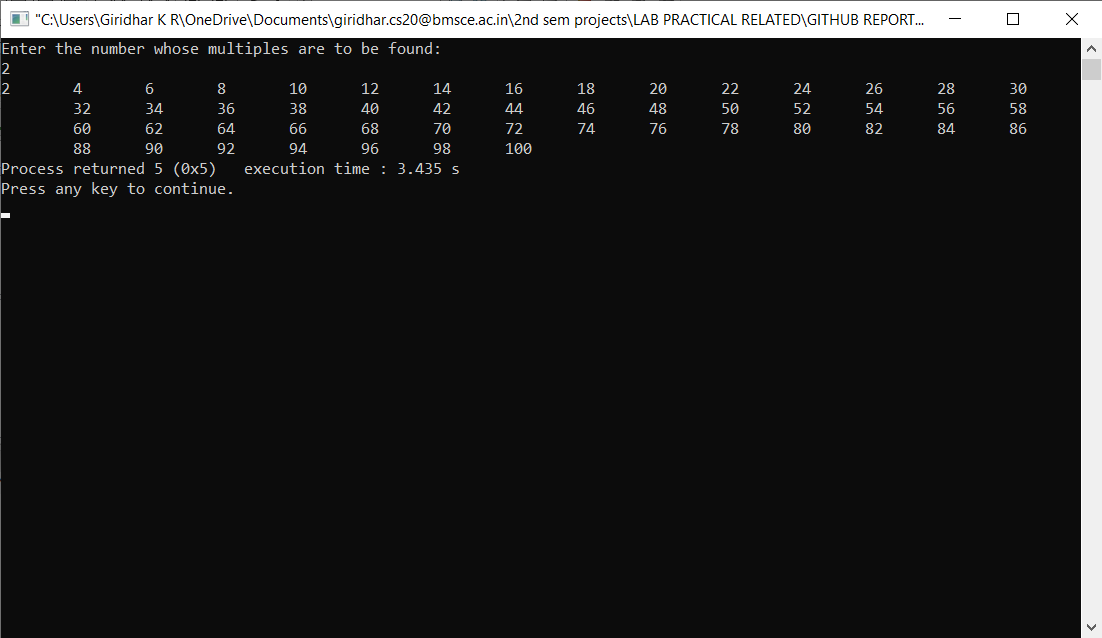 "C:\Users\Giridhar K R\OneDrive\Documents\giridhar.cs20@bmsce.ac.in\2nd sem projects\LAB PRACTICAL RELATED\GITHUB REPORT...
Enter the number whose multiples are to be found:
2
2 4 6 8 10 12 14 16 18 20 22 24 26 28 30
32 34 36 38 40 42 44 46 48 50 52 54 56 58
60 62 64 66 68 70 72 74 76 78 80 82 84 86
88 90 92 94 96 98 100
Process returned 5 (0x5) execution time : 3.435 s
Press any key to continue.